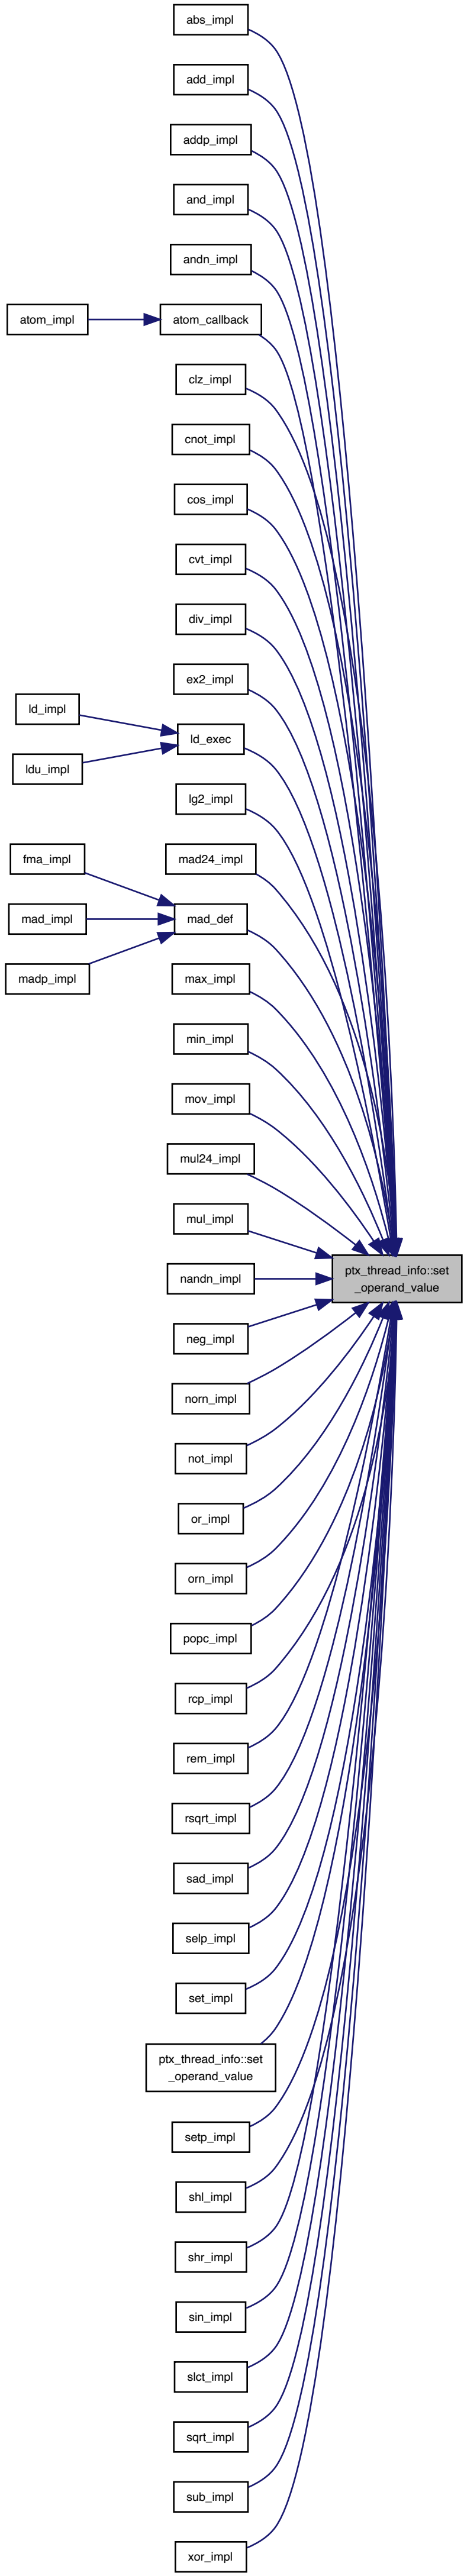 abs_impl
add_impl
addp_impl
and_impl
andn_impl
atom_impl
atom_callback
clz_impl
cnot_impl
cos_impl
cvt_impl
div_impl
ex2_impl
ld_impl
ld_exec
ldu_impl
lg2_impl
fma_impl
mad24_impl
mad_impl
mad_def
madp_impl
max_impl
min_impl
mov_impl
mul24_impl
mul_impl
ptx_thread_info::set
_operand_value
nandn_impl
neg_impl
norn_impl
not_impl
or_impl
orn_impl
popc_impl
rcp_impl
rem_impl
rsqrt_impl
sad_impl
selp_impl
set_impl
ptx_thread_info::set
_operand_value
setp_impl
shl_impl
shr_impl
sin_impl
slct_impl
sqrt_impl
sub_impl
xor_impl